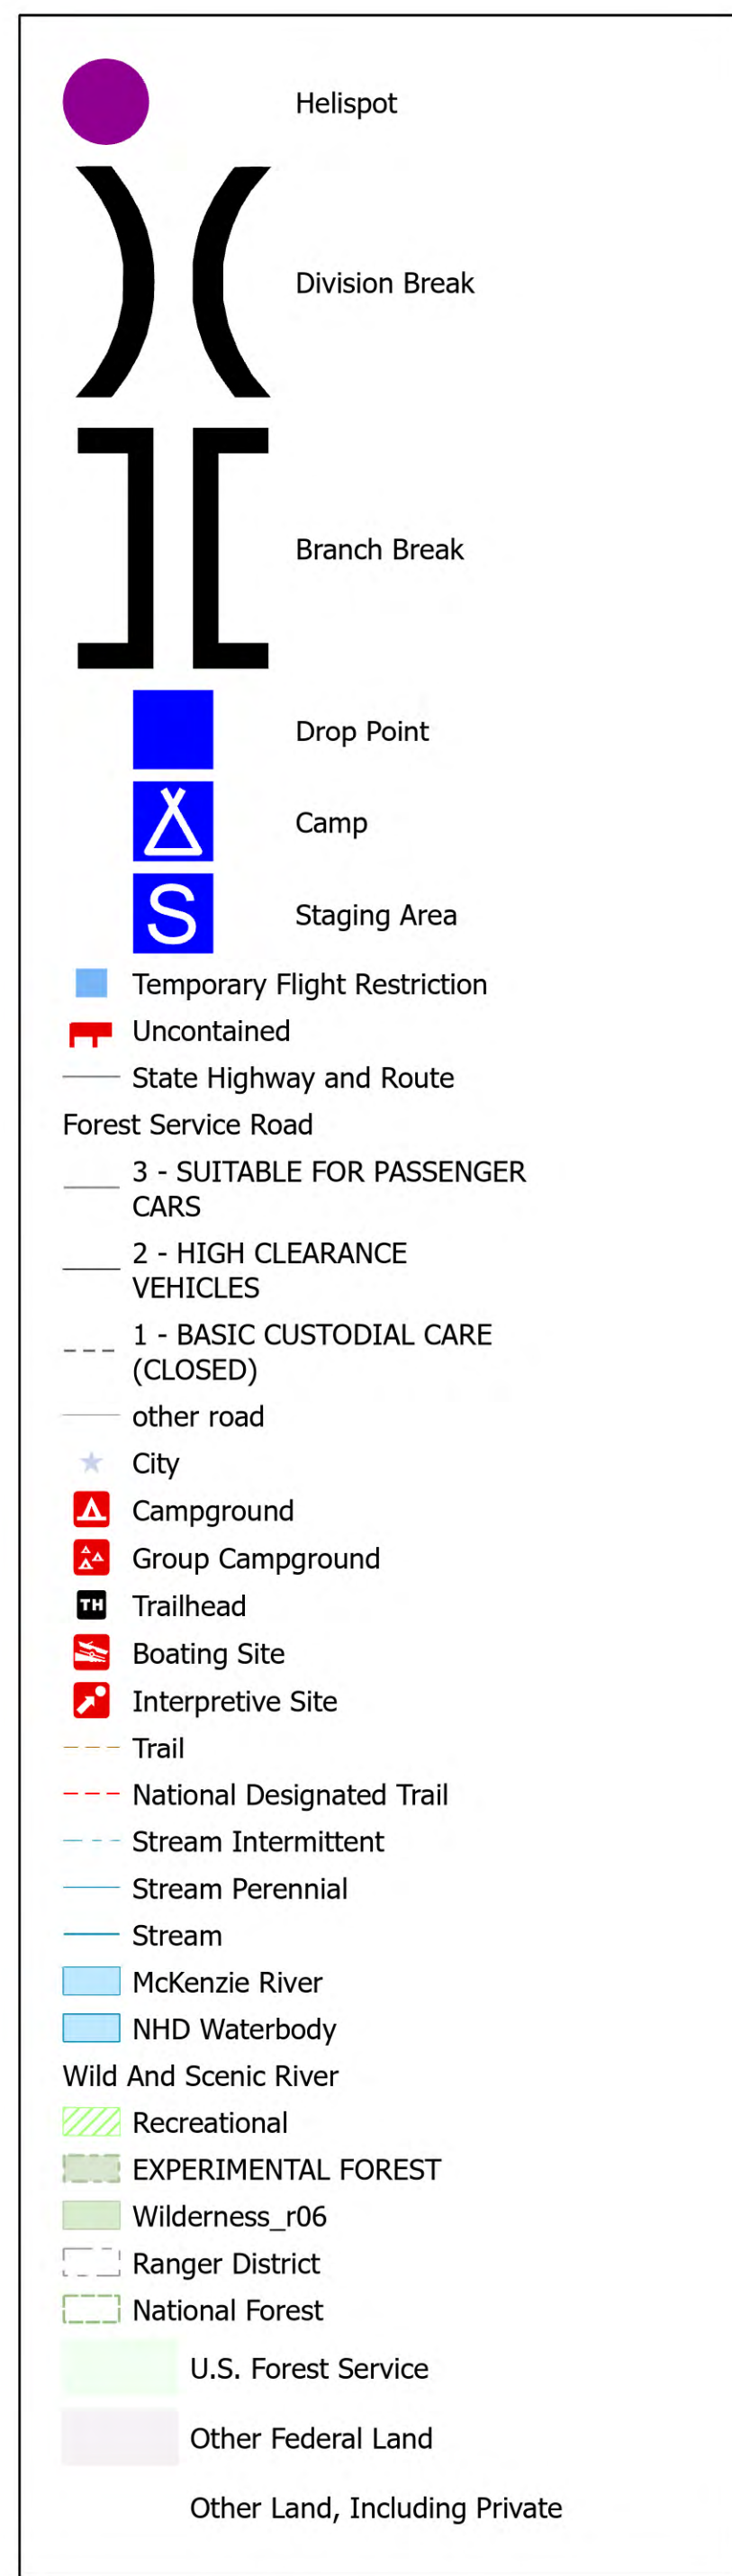 Helispot
Division Break
Branch Break
Drop Point
Camp
S
Staging Area
Temporary Flight Restriction
Uncontained
State Highway and Route
Forest Service Road
3 - SUITABLE FOR PASSENGER
CARS
2 - HIGH CLEARANCE
VEHICLES
1 - BASIC CUSTODIAL CARE
(CLOSED)
other road
City
Campground
Group Campground
TH
Trailhead
Boating Site
Interpretive Site
Trail
National Designated Trail
Stream Intermittent
Stream Perennial
Stream
McKenzie River
NHD Waterbody
Wild And Scenic River
Recreational
EXPERIMENTAL FOREST
Wilderness_r06
Ranger District
National Forest
U.S. Forest Service
Other Federal Land
Other Land, Including Private